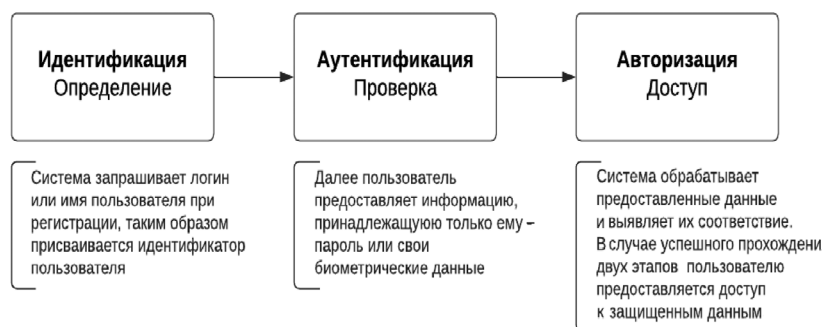 Идентификация
Определение
Аутентификация
Проверка
Авторизация
Доступ
Система запрашивает логин
или имя пользователя при
регистрации, таким образом
присваивается идентификатор
пользователя
Далее пользователь
предоставляет информацию,
принадлежащуюю только ему –
пароль или свои
биометрические данные
Система обрабатывает
предоставленные данные
и выявляет их соответствие.
В случае успешного прохождени
двух этапов пользователю
предоставляется доступ
к защищенным данным